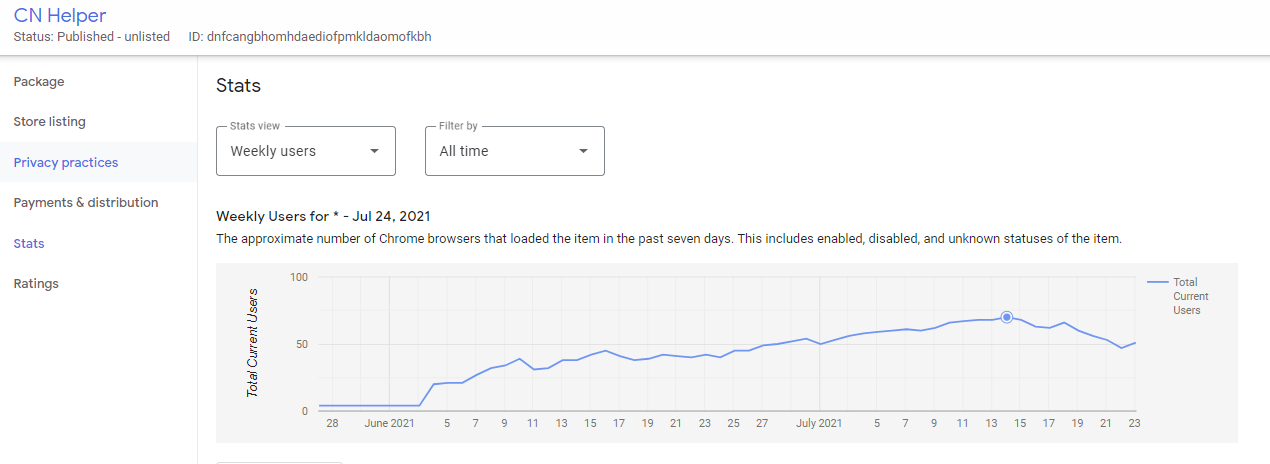 CN Helper
Status: Published - unlisted ID: dnfcangbhomhdaediofpmkldaomofkbh
Package
Store listing
Privacy practices
Payments & distribution
Stats
Ratings
Stats
Stats view
Weekly users
Filter by
All time
Weekly Users for * - Jul 24, 2021
The approximate number of Chrome browsers that loaded the item in the past seven days. This includes enabled, disabled, and unknown statuses of the item.
Total Current Users
100
50
0
28 June 2021 5 7 9 11 13 15 17 19 21 23 25 27 July 2021 5 7 9 11 13 15 17 19 21 23
Total
Current
Users